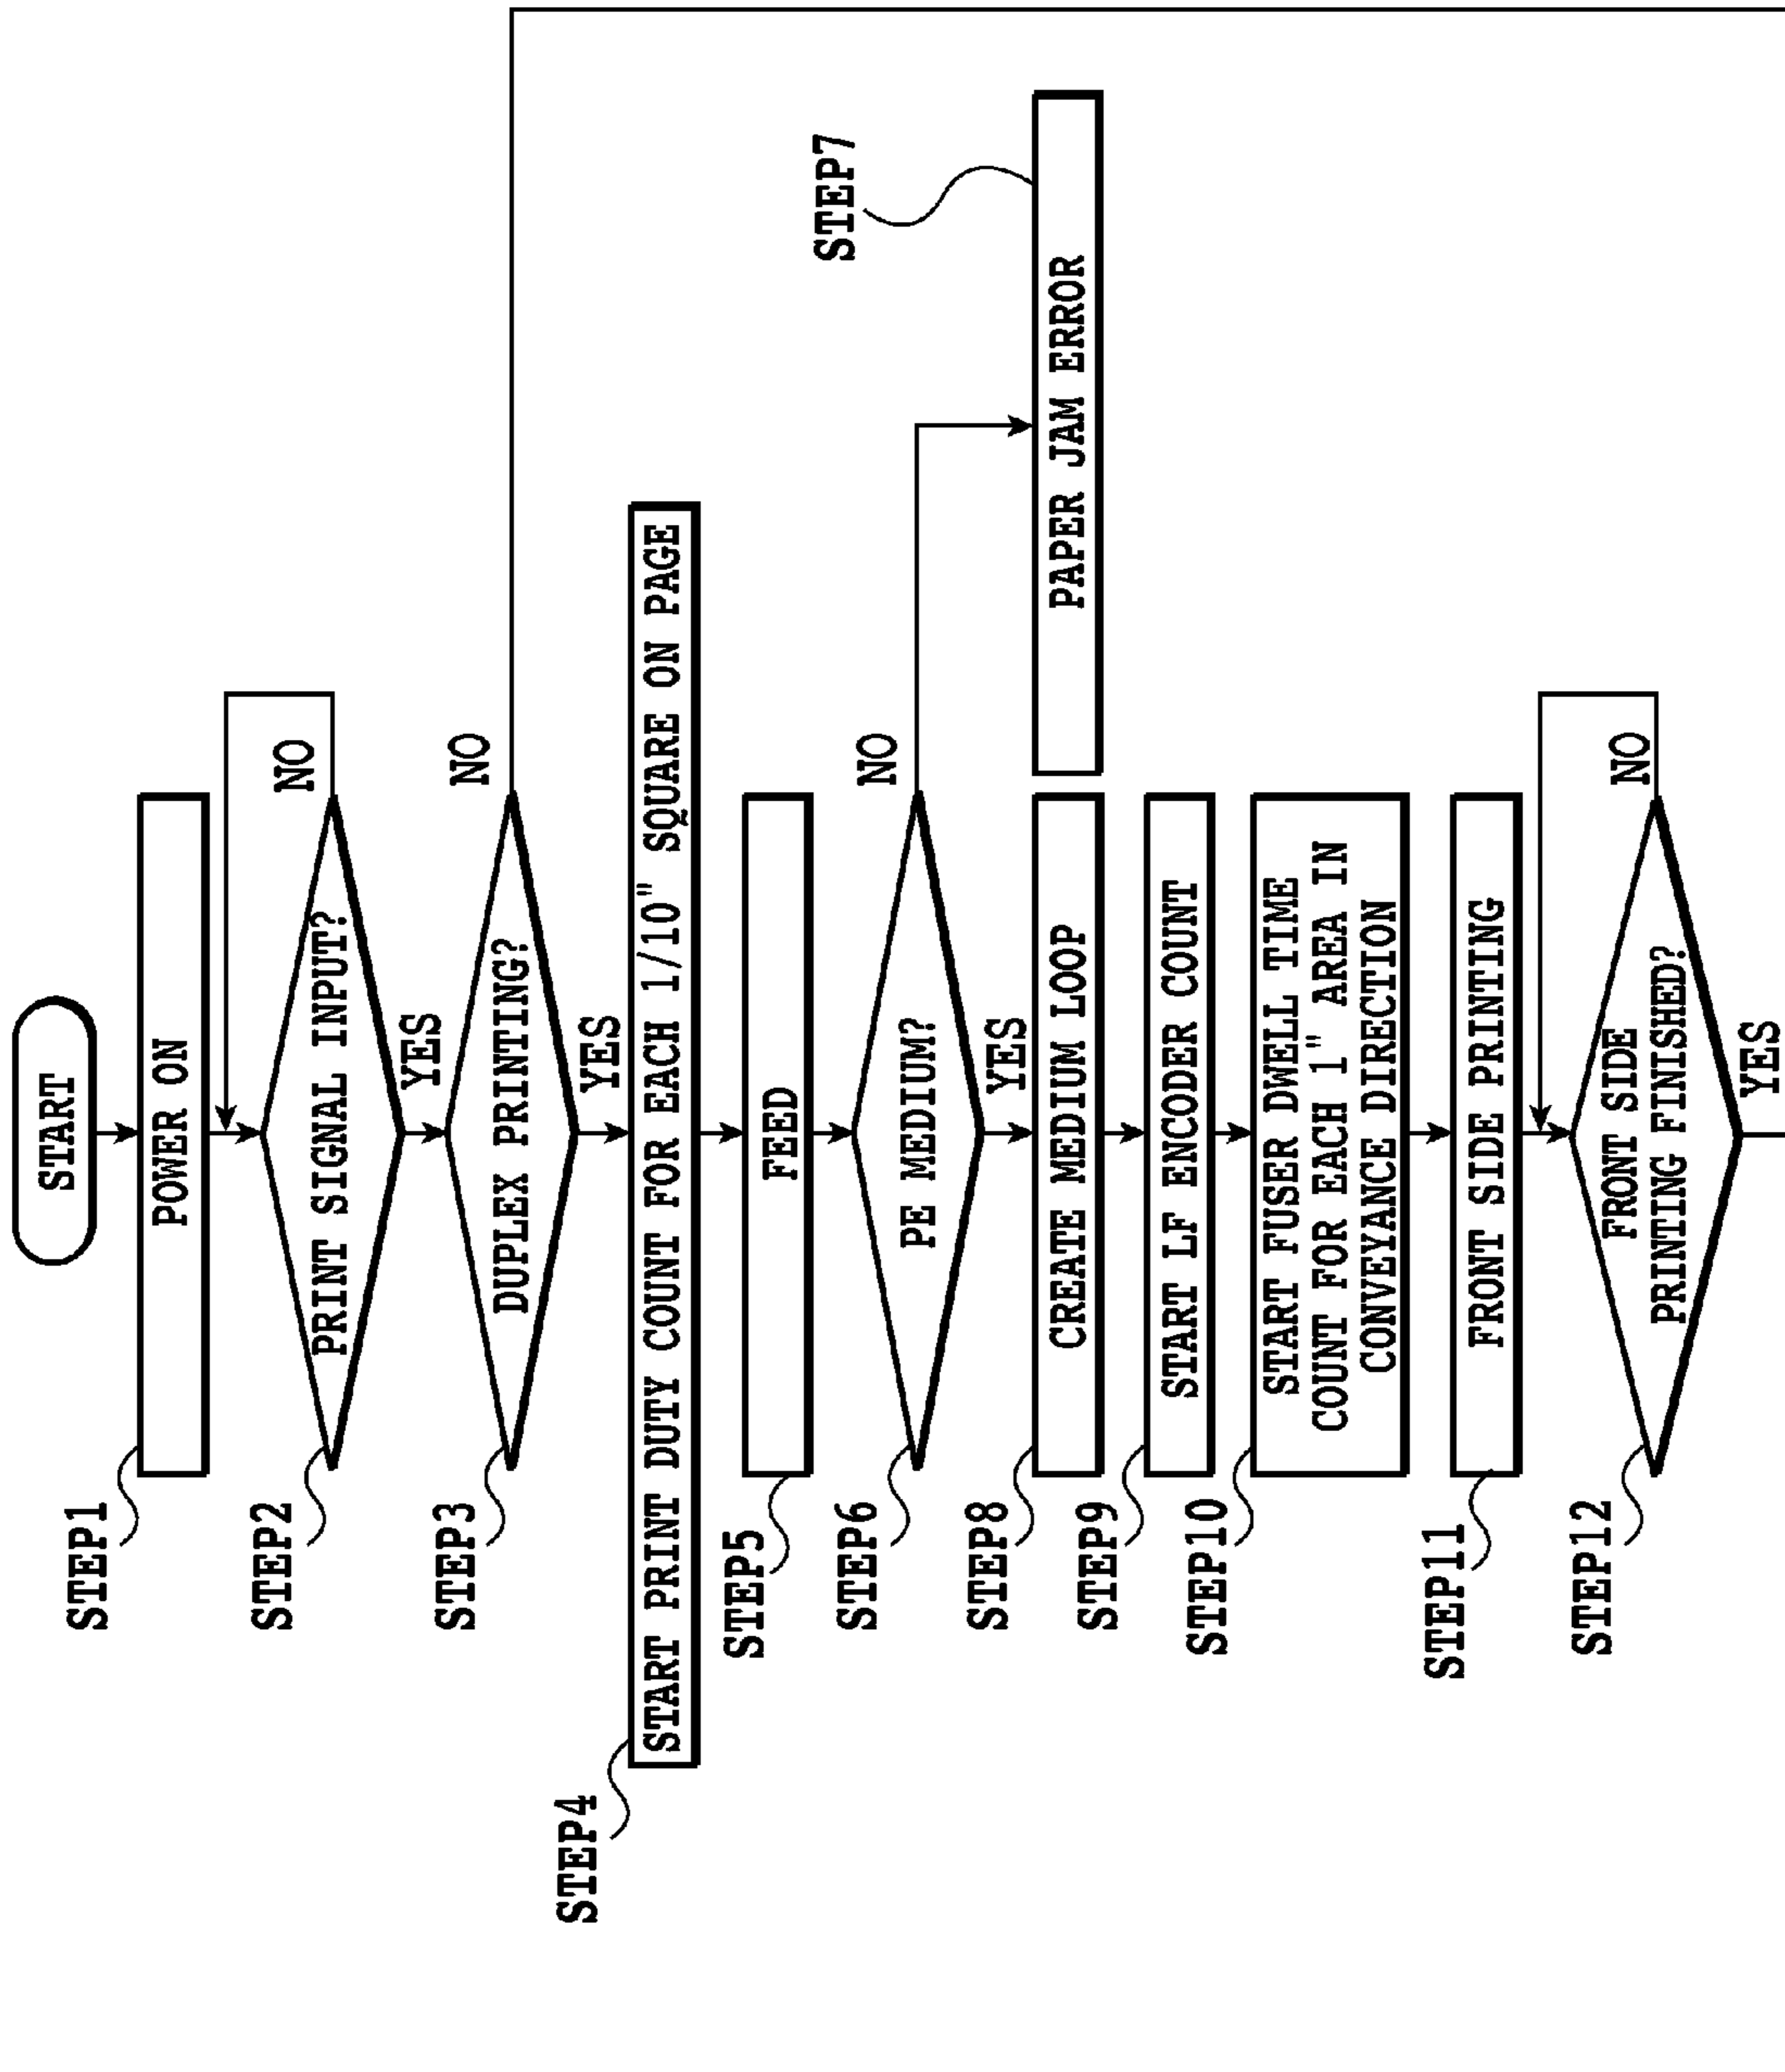 START
STEP1
POWER ON
STEP2
PRINT SIGNAL INPUT?
NO
YES
STEP3
DUPLEX PRINTING?
NO
YES
STEP4
START PRINT DUTY COUNT FOR EACH 1/10" SQUARE ON PAGE
STEP5
FEED
STEP6
PE MEDIUM?
NO
YES
STEP7
PAPER JAM ERROR
STEP8
CREATE MEDIUM LOOP
STEP9
START LF ENCODER COUNT
STEP10
START FUSER DWELL TIME
COUNT FOR EACH 1" AREA IN
CONVEYANCE DIRECTION
STEP11
FRONT SIDE PRINTING
STEP12
FRONT SIDE
PRINTING FINISHED?
NO
YES